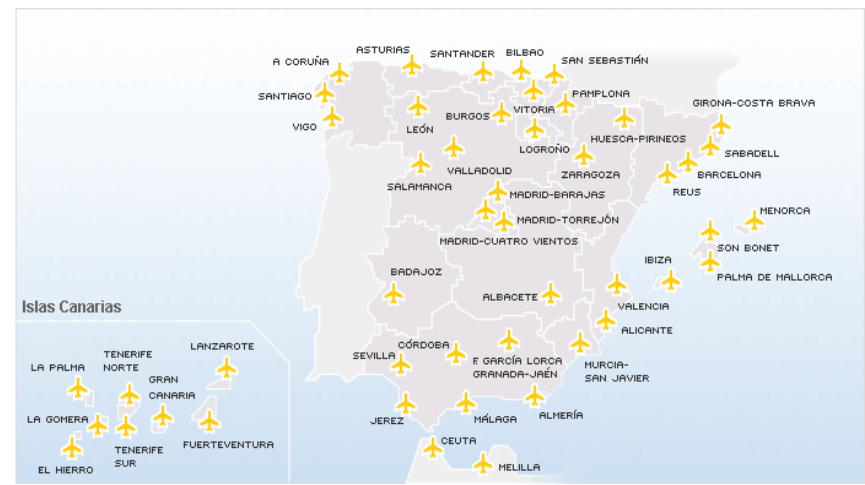 ASTURIAS
SANTANDER
BILBAO
SAN SEBASTIÁN
A CORUÑA
SANTIAGO
VIGO
LEÓN
BURGOS
VITORIA
PAMPLONA
GIRONA-COSTA BRAVA
LOGROÑO
HUESCA-PIRINEOS
SABADELL
VALLADOLID
ZARAGOZA
BARCELONA
SALAMANCA
REUS
MADRID-BARAJAS
MENORCA
MADRID-TORREJÓN
MADRID-CUATRO VIENTOS
SON BONET
IBIZA
BADAJOZ
PALMA DE MALLORCA
ALBACETE
VALENCIA
Islas Canarias
ALICANTE
LANZAROTE
CÓRDOBA
TENERIFE
NORTE
SEVILLA
F GARCÍA LORCA
GRANADA-JAÉN
MURCIA-
SAN JAVIER
LA PALMA
GRAN
CANARIA
LA GOMERA
JEREZ
MÁLAGA
ALMERÍA
FUERTEVENTURA
CEUTA
TENERIFE
SUR
EL HIERRO
MELILLA